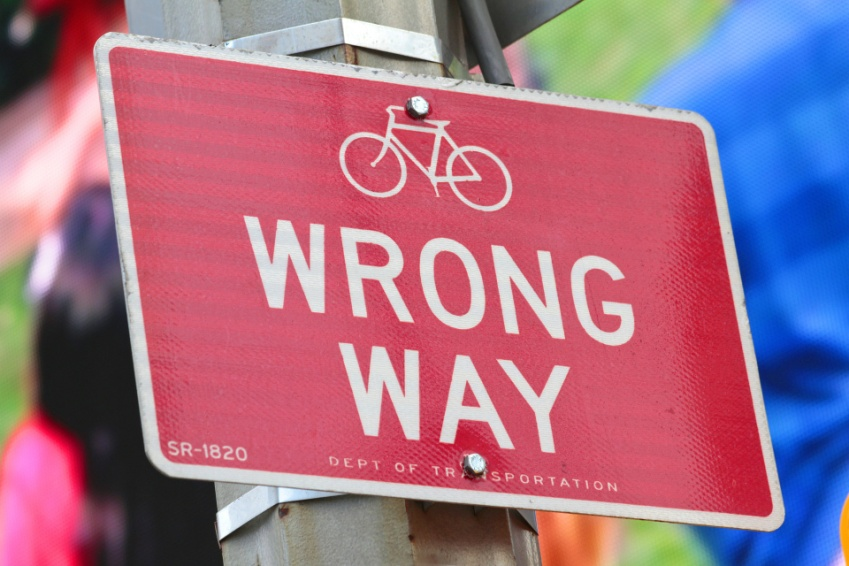 WRONG
WAY
SR-1820
DEPT OF TRANSPORTATION